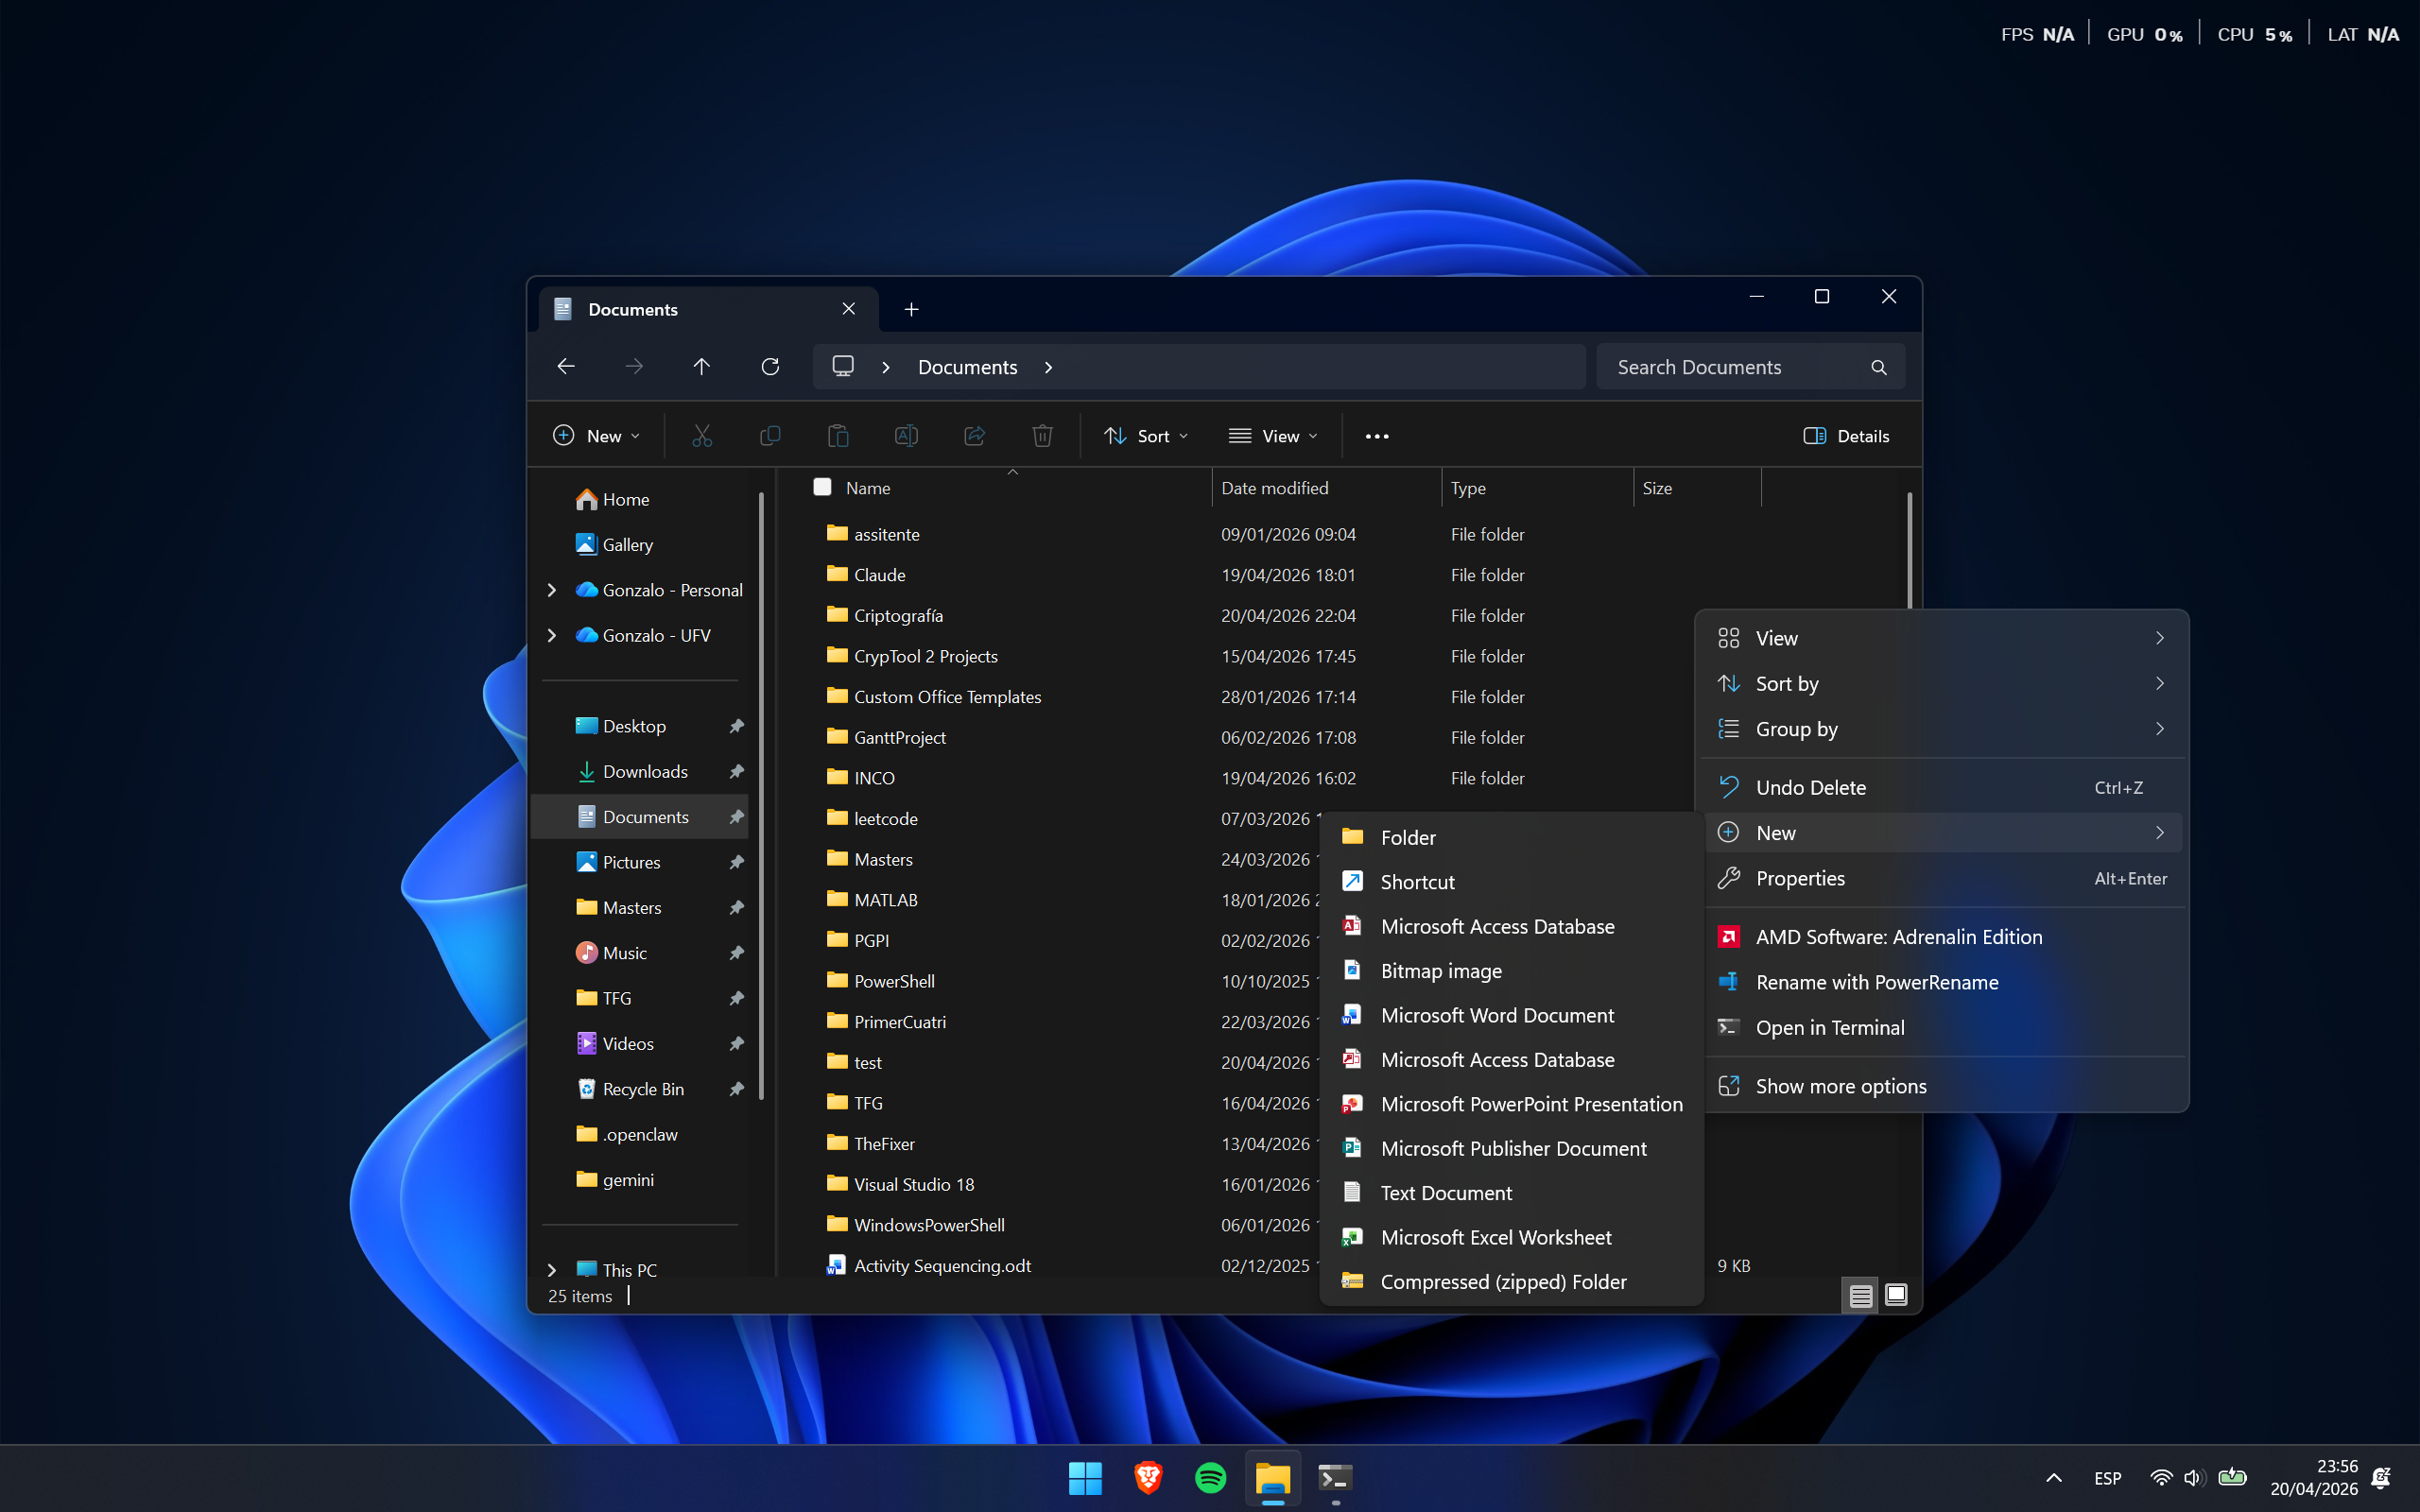 FPS N/A GPU 0 % CPU 5 % LAT N/A
Documents
Documents
Search Documents
New
Sort
View
Details
Name Date modified Type Size
Home
Gallery
Gonzalo - Personal
Gonzalo - UFV
Desktop
Downloads
Documents
Pictures
Masters
Music
TFG
Videos
Recycle Bin
.openclaw
gemini
This PC
assitente 09/01/2026 09:04 File folder
Claude 19/04/2026 18:01 File folder
Criptografía 20/04/2026 22:04 File folder
CrypTool 2 Projects 15/04/2026 17:45 File folder
Custom Office Templates 28/01/2026 17:14 File folder
GanttProject 06/02/2026 17:08 File folder
INCO 19/04/2026 16:02 File folder
leetcode 07/03/2026
Masters 24/03/2026
MATLAB 18/01/2026
PGPI 02/02/2026
PowerShell 10/10/2025
PrimerCuatri 22/03/2026
test 20/04/2026
TFG 16/04/2026
TheFixer 13/04/2026
Visual Studio 18 16/01/2026
WindowsPowerShell 06/01/2026
Activity Sequencing.odt 02/12/2025 9 KB
25 items
View
Sort by
Group by
Undo Delete Ctrl+Z
New
Properties Alt+Enter
AMD Software: Adrenalin Edition
Rename with PowerRename
Open in Terminal
Show more options
Folder
Shortcut
Microsoft Access Database
Bitmap image
Microsoft Word Document
Microsoft Access Database
Microsoft PowerPoint Presentation
Microsoft Publisher Document
Text Document
Microsoft Excel Worksheet
Compressed (zipped) Folder
ESP
23:56
20/04/2026